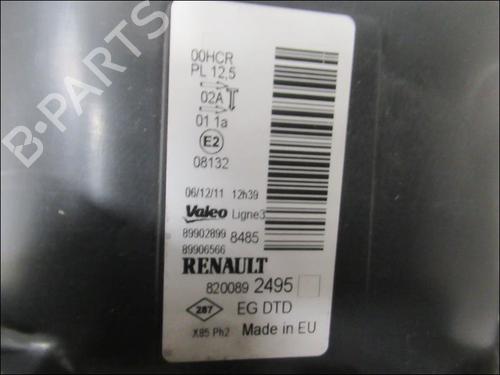 B-PARTS
00HCR
PL 12,5
02A
01 1a
E2
08132
06/12/11 12h39
Valeo Ligne3
89902899 8485
89906566
RENAULT
820089 2495
287 EG DTD
X85 Ph2 Made in EU